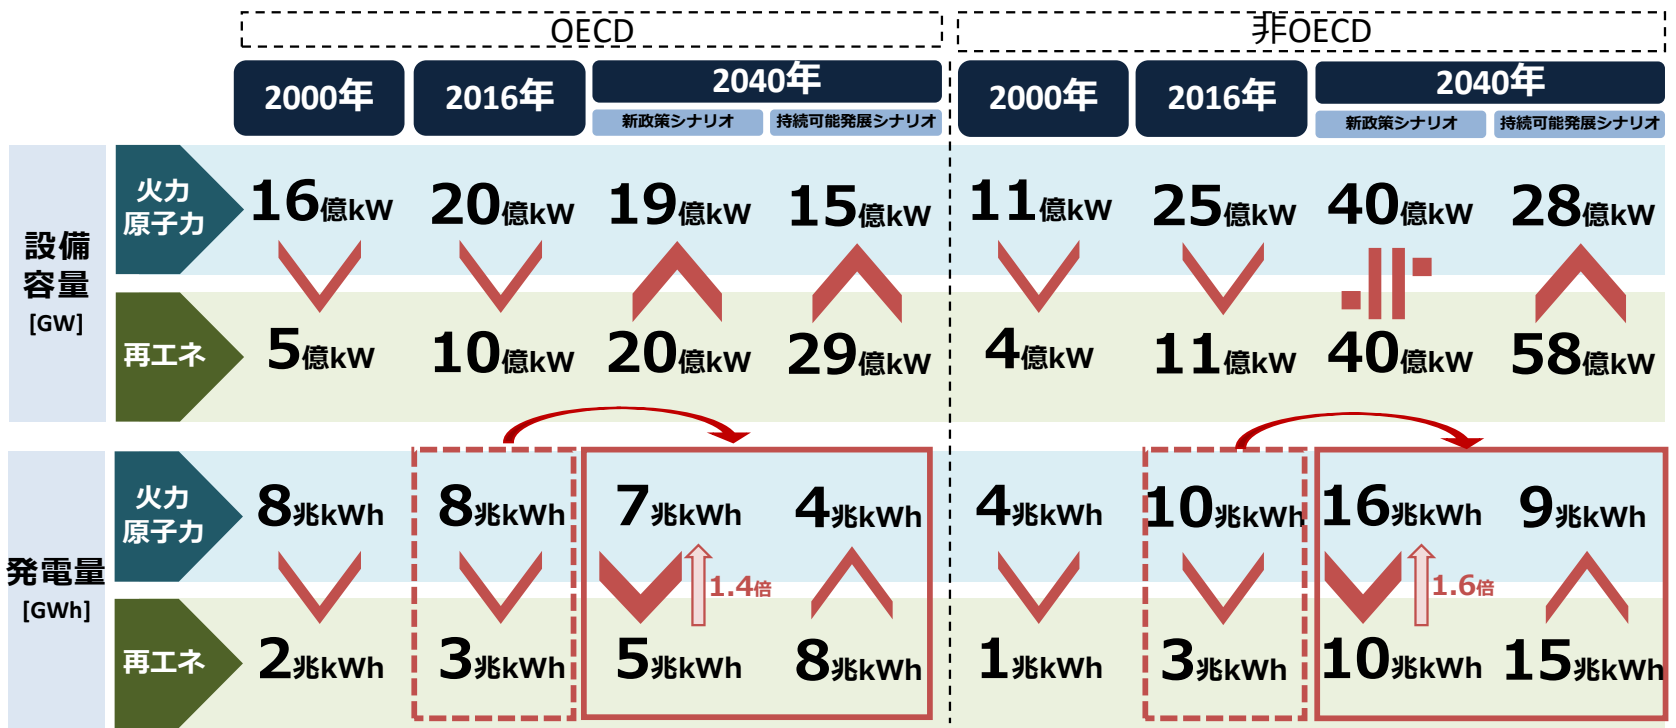 OECD
非OECD
2000年
2016年
2040年
新政策シナリオ
持続可能発展シナリオ
2000年
2016年
2040年
新政策シナリオ
持続可能発展シナリオ
設備
容量
[GW]
火力
原子力
16億kW
20億kW
19億kW
15億kW
11億kW
25億kW
40億kW
28億kW
再エネ
5億kW
10億kW
20億kW
29億kW
4億kW
11億kW
40億kW
58億kW
発電量
[GWh]
火力
原子力
8兆kWh
8兆kWh
7兆kWh
4兆kWh
4兆kWh
10兆kWh
16兆kWh
9兆kWh
1.4倍
1.6倍
再エネ
2兆kWh
3兆kWh
5兆kWh
8兆kWh
1兆kWh
3兆kWh
10兆kWh
15兆kWh